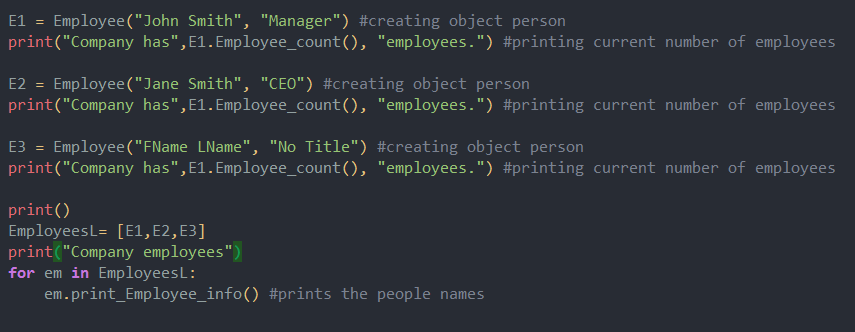 E1 = Employee("John Smith", "Manager") #creating object person
print("Company has",E1.Employee_count(), "employees.") #printing current number of employees
E2 = Employee("Jane Smith", "CEO") #creating object person
print("Company has",E1.Employee_count(), "employees.") #printing current number of employees
E3 = Employee("FName LName", "No Title") #creating object person
print("Company has",E1.Employee_count(), "employees.") #printing current number of employees
print()
EmployeesL= [E1,E2,E3]
print("Company employees")
for em in EmployeesL:
    em.print_Employee_info() #prints the people names